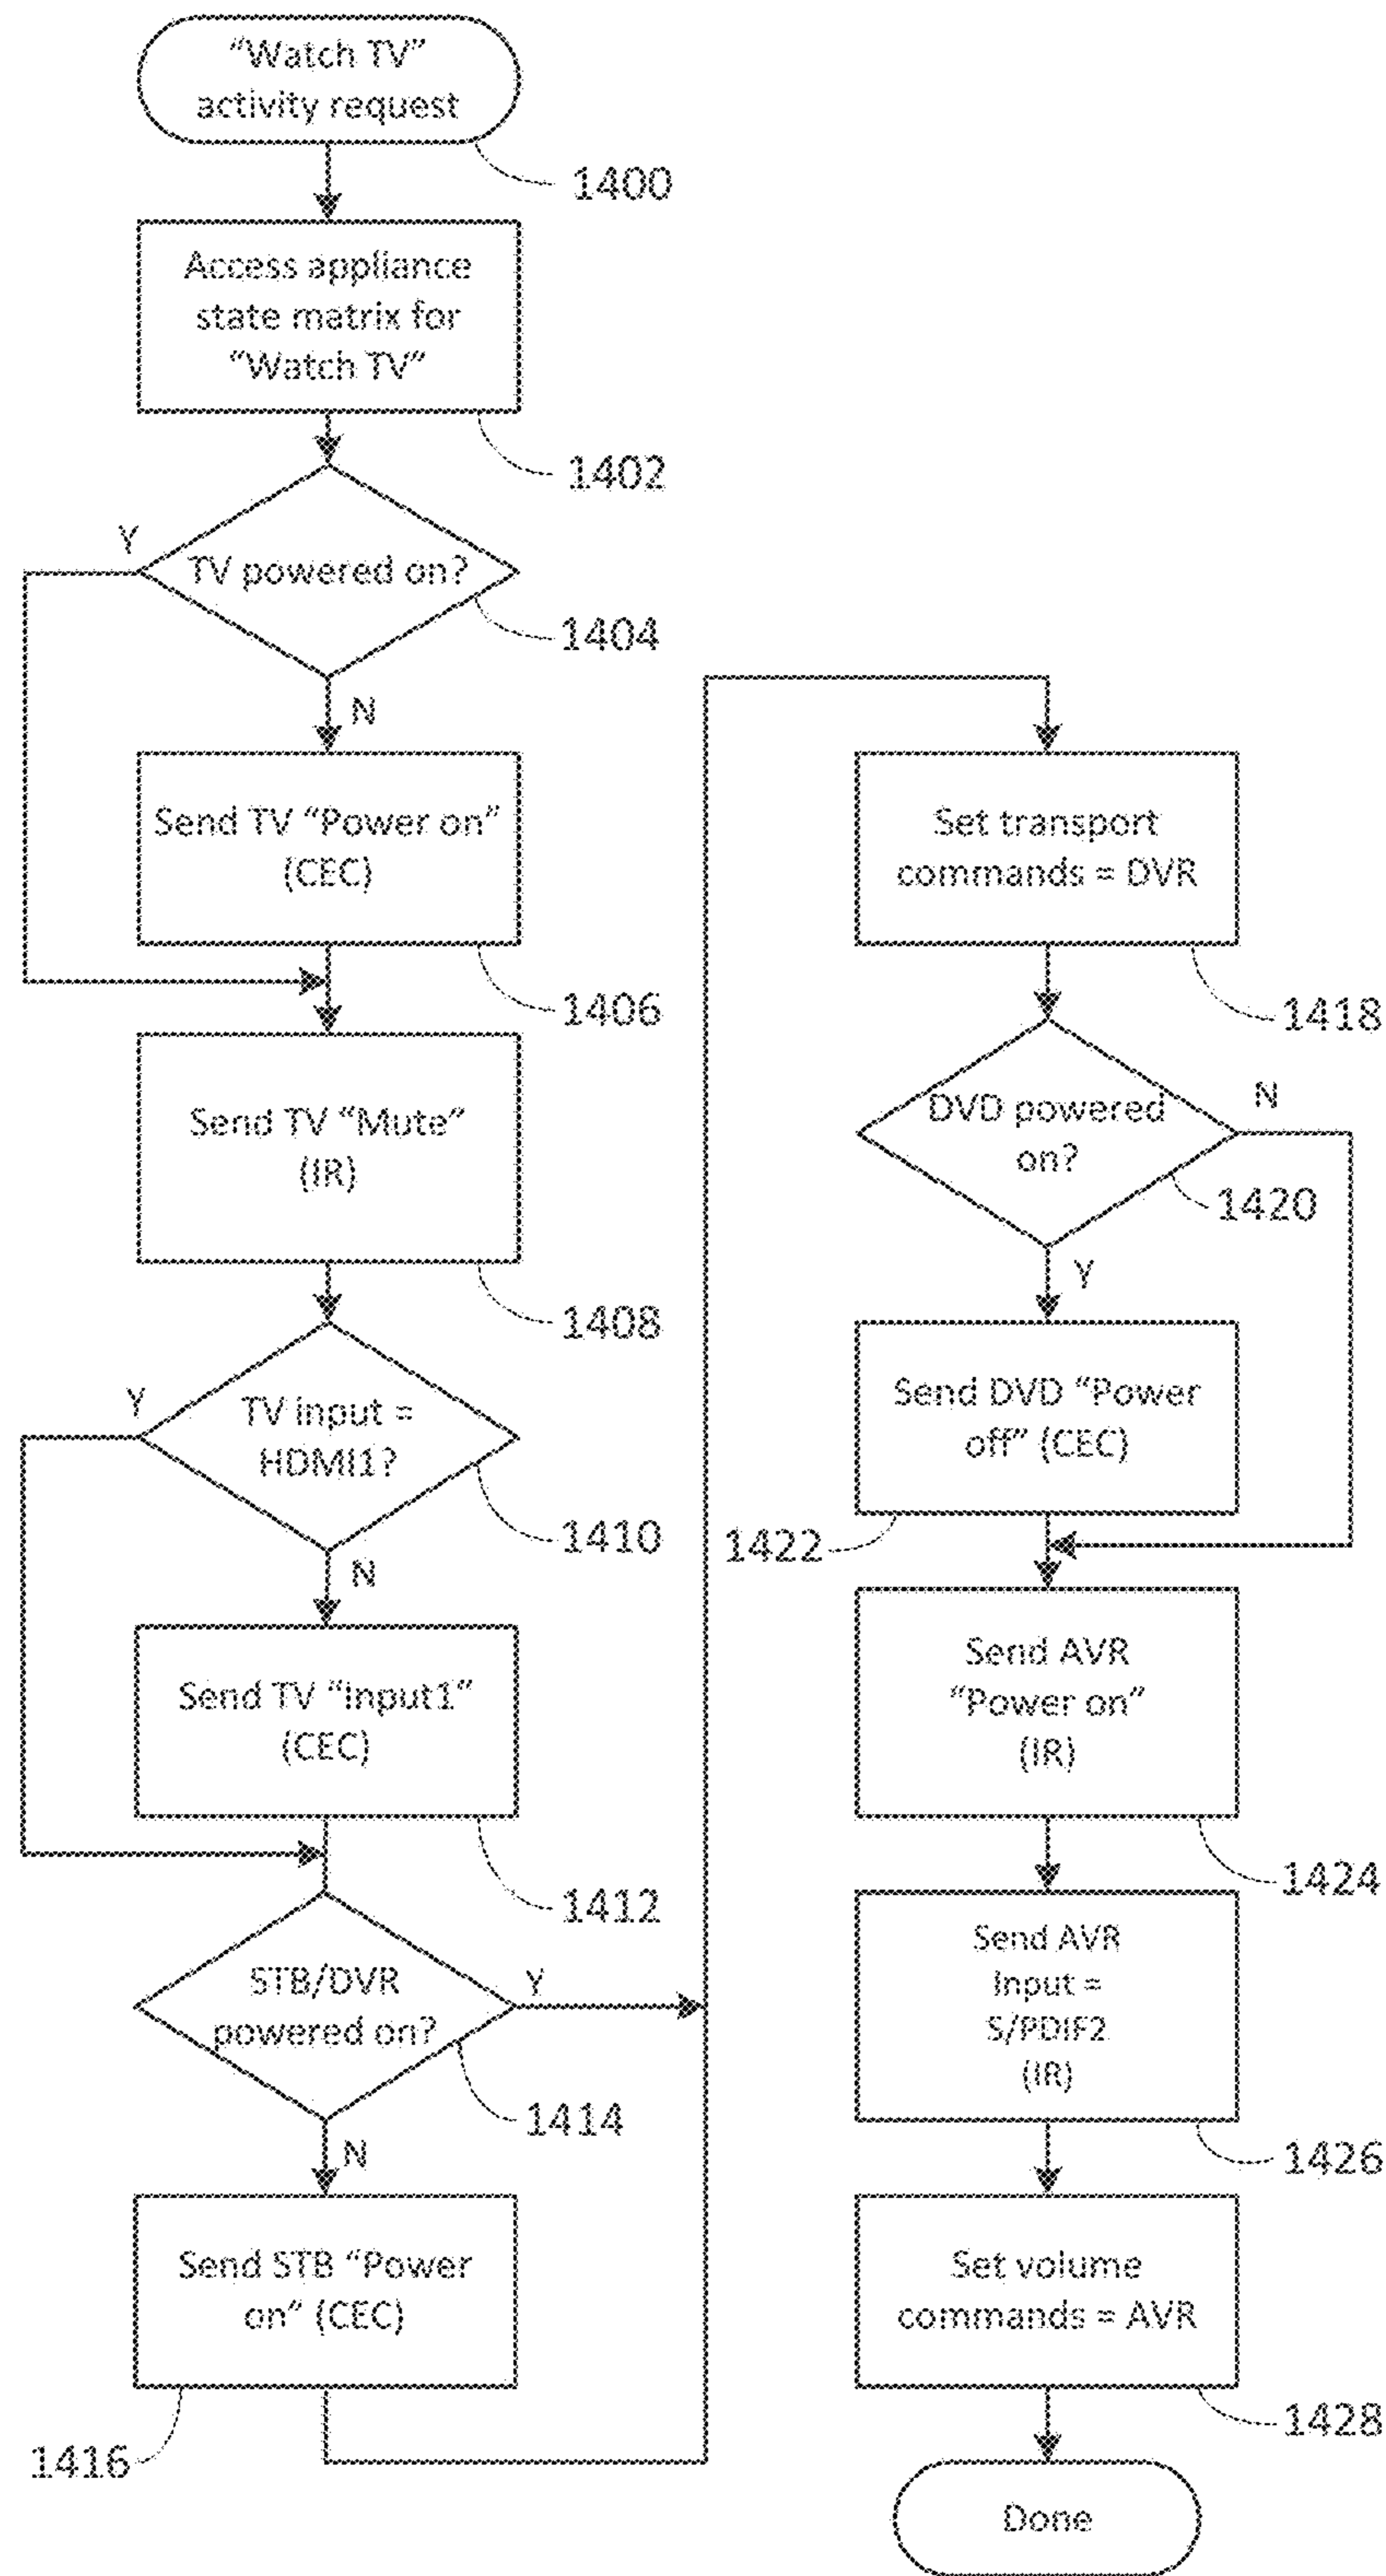 “Watch TV”
activity request
1400
Access appliance
state matrix for
“Watch TV”
1402
Y
TV powered on?
1404
N
Send TV “Power on”
(CEC)
1406
Send TV “Mute”
(IR)
1408
Y
TV input =
HDMI1?
1410
N
Send TV “Input1”
(CEC)
1412
STB/DVR
powered on?
Y
1414
N
Send STB “Power
on” (CEC)
1416
Set transport
commands = DVR
1418
DVD powered
on?
N
1420
Y
Send DVD “Power
off” (CEC)
1422
Send AVR
“Power on”
(IR)
1424
Send AVR
Input =
S/PDIF2
(IR)
1426
Set volume
commands = AVR
1428
Done